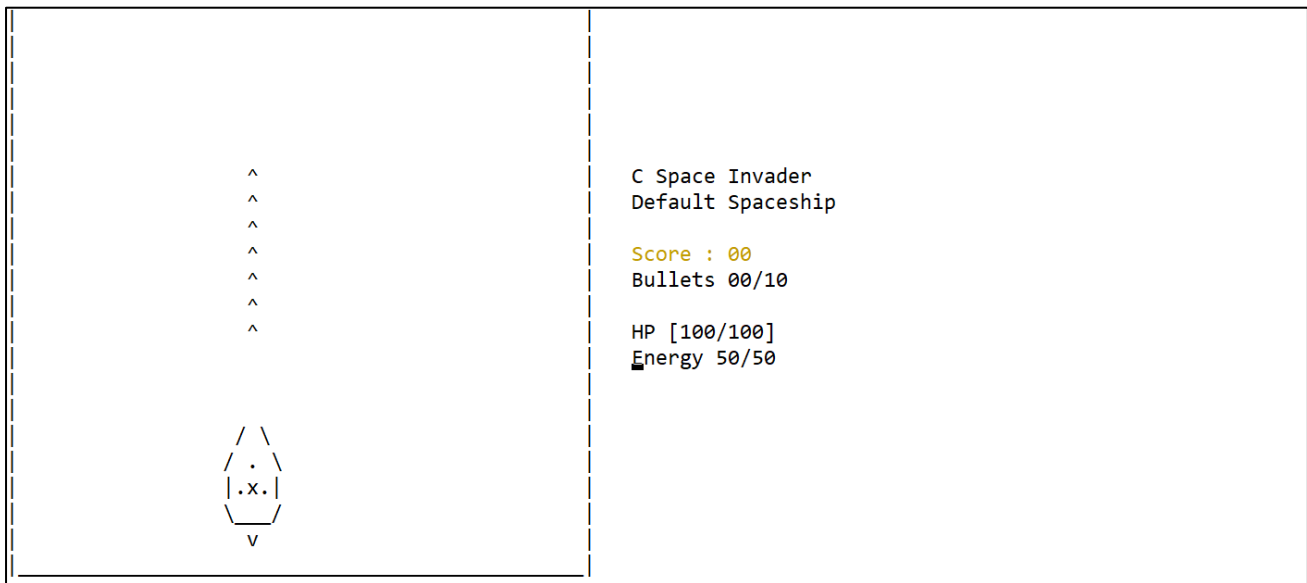 C Space Invader
Default Spaceship
Score : 00
Bullets 00/10
HP [100/100]
Energy 50/50